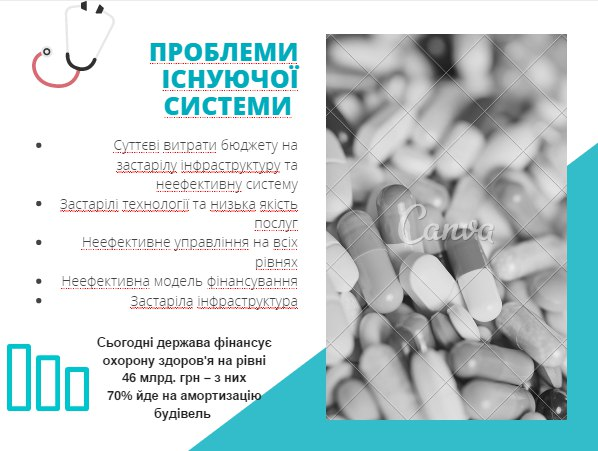 ПРОБЛЕМИ
ІСНУЮЧОЇ
СИСТЕМИ
Суттєві витрати бюджету на
застарілу інфраструктуру та
неефективну систему
Застарілі технології та низька якість
послуг
Неефективне управління на всіх
рівнях
Неефективна модель фінансування
Застаріла інфраструктура
Сьогодні держава фінансує
охорону здоров'я на рівні
46 млрд. грн – з них
70% йде на амортизацію
будівель
Canva